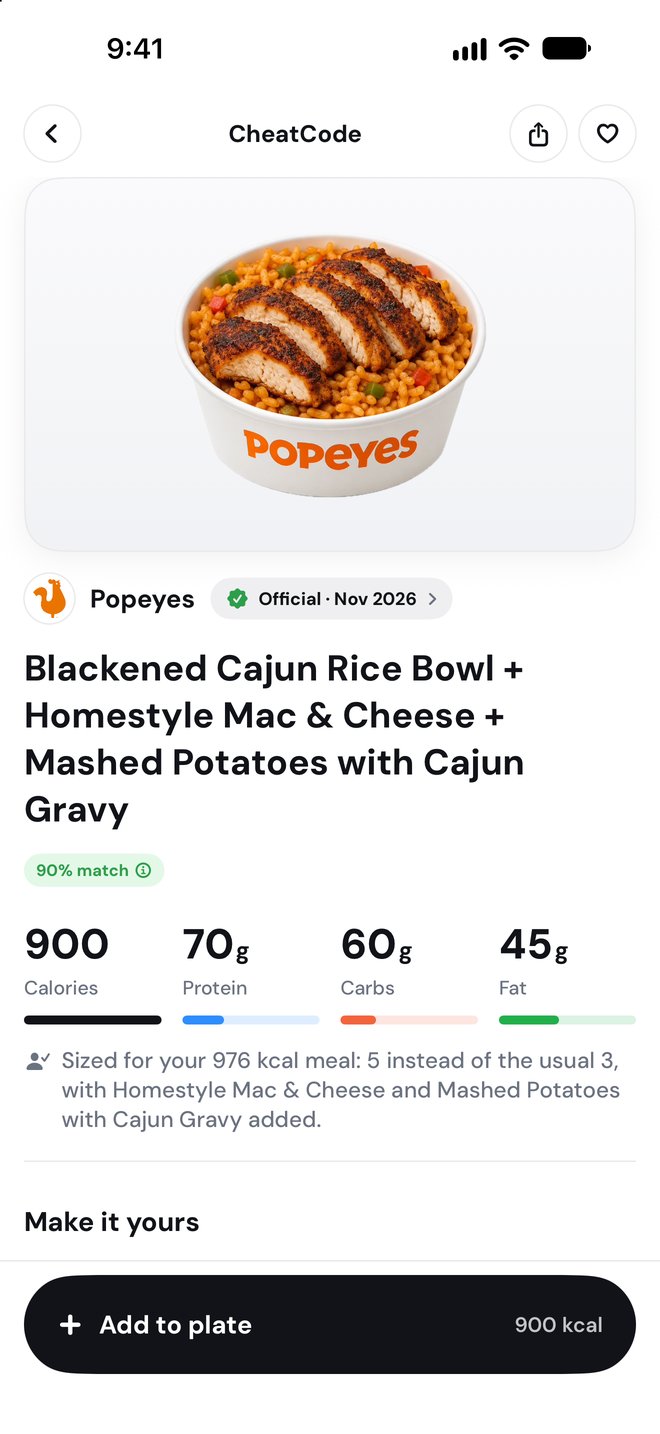 9:41
CheatCode
POPEYES
Popeyes
Official · Nov 2026
Blackened Cajun Rice Bowl +
Homestyle Mac & Cheese +
Mashed Potatoes with Cajun
Gravy
90% match
900
70g
60g
45g
Calories
Protein
Carbs
Fat
Sized for your 976 kcal meal: 5 instead of the usual 3,
with Homestyle Mac & Cheese and Mashed Potatoes
with Cajun Gravy added.
Make it yours
Add to plate
900 kcal